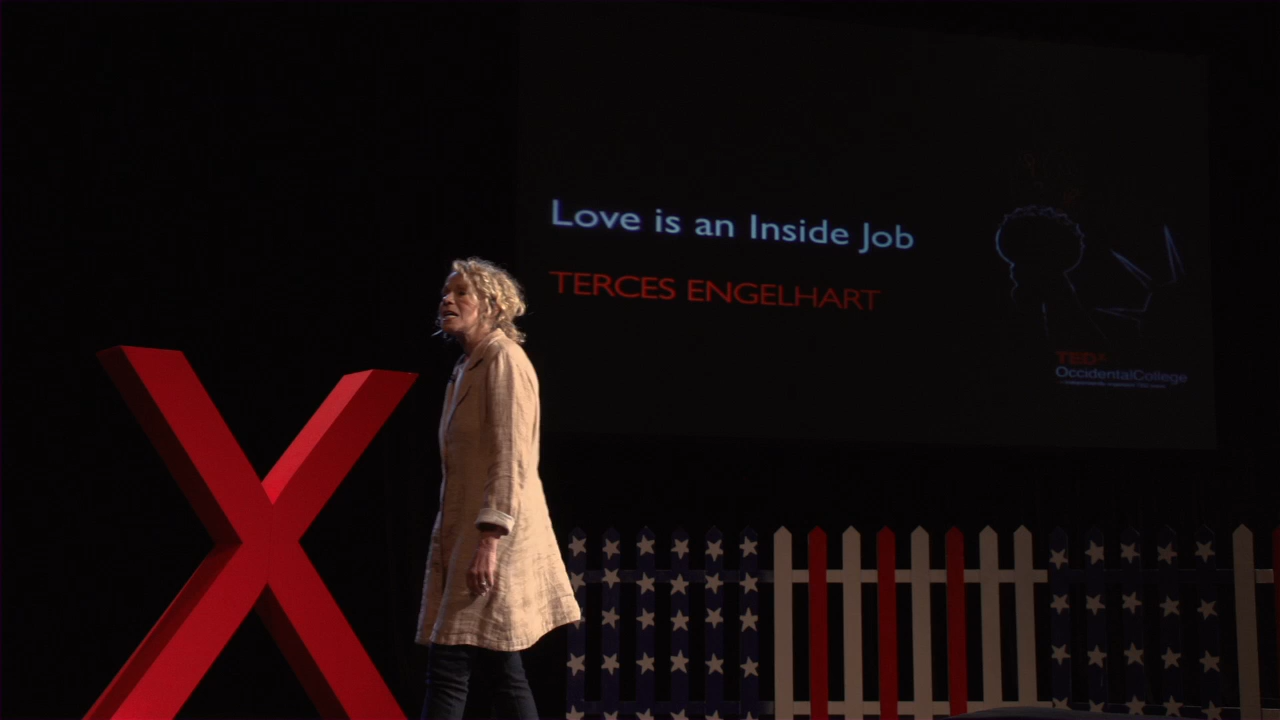 Love is an Inside Job
TERCES ENGELHART
TEDx
OccidentalCollege
X